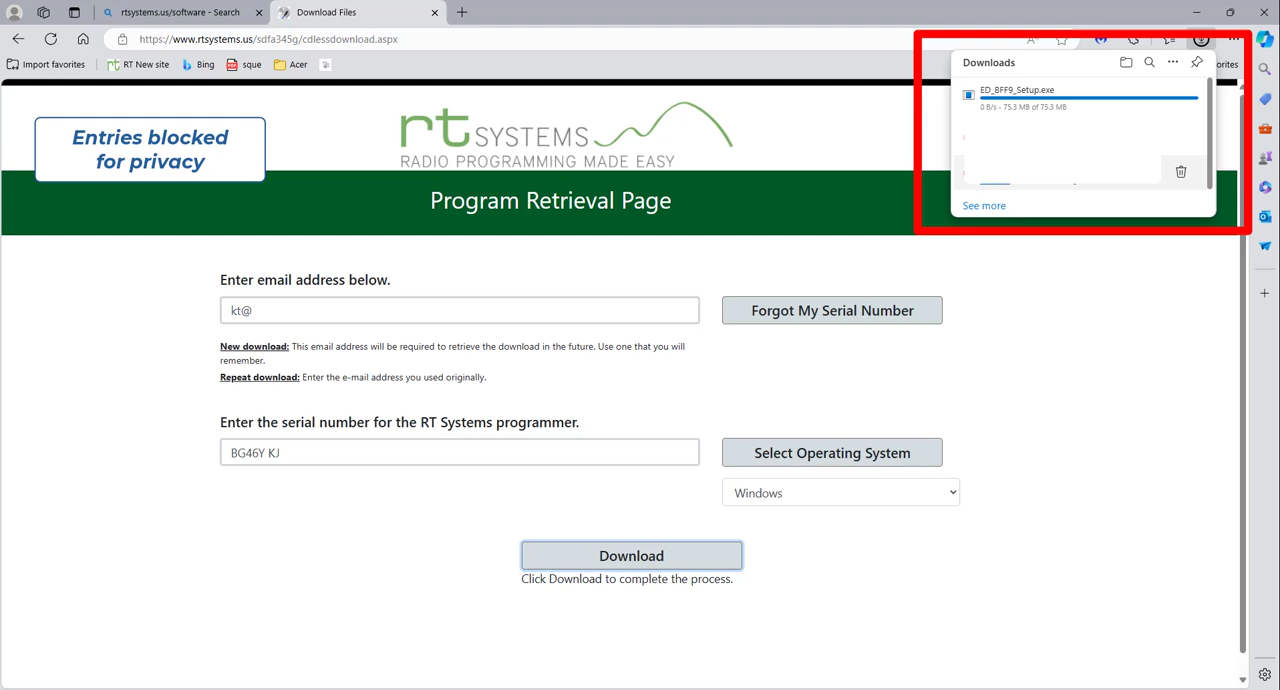 rtsystems.us/software - Search
Download Files
https://www.rtsystems.us/sdfa345g/cdlessdownload.aspx
Import favorites
RT New site
Bing
sque
Acer
orites
Downloads
ED_BFF9_Setup.exe
0 B/s - 75.3 MB of 75.3 MB
See more
Entries blocked
for privacy
rt SYSTEMS
RADIO PROGRAMMING MADE EASY
Program Retrieval Page
Enter email address below.
kt@
Forgot My Serial Number
New download: This email address will be required to retrieve the download in the future. Use one that you will
remember.
Repeat download: Enter the e-mail address you used originally.
Enter the serial number for the RT Systems programmer.
BG46Y KJ
Select Operating System
Windows
Download
Click Download to complete the process.